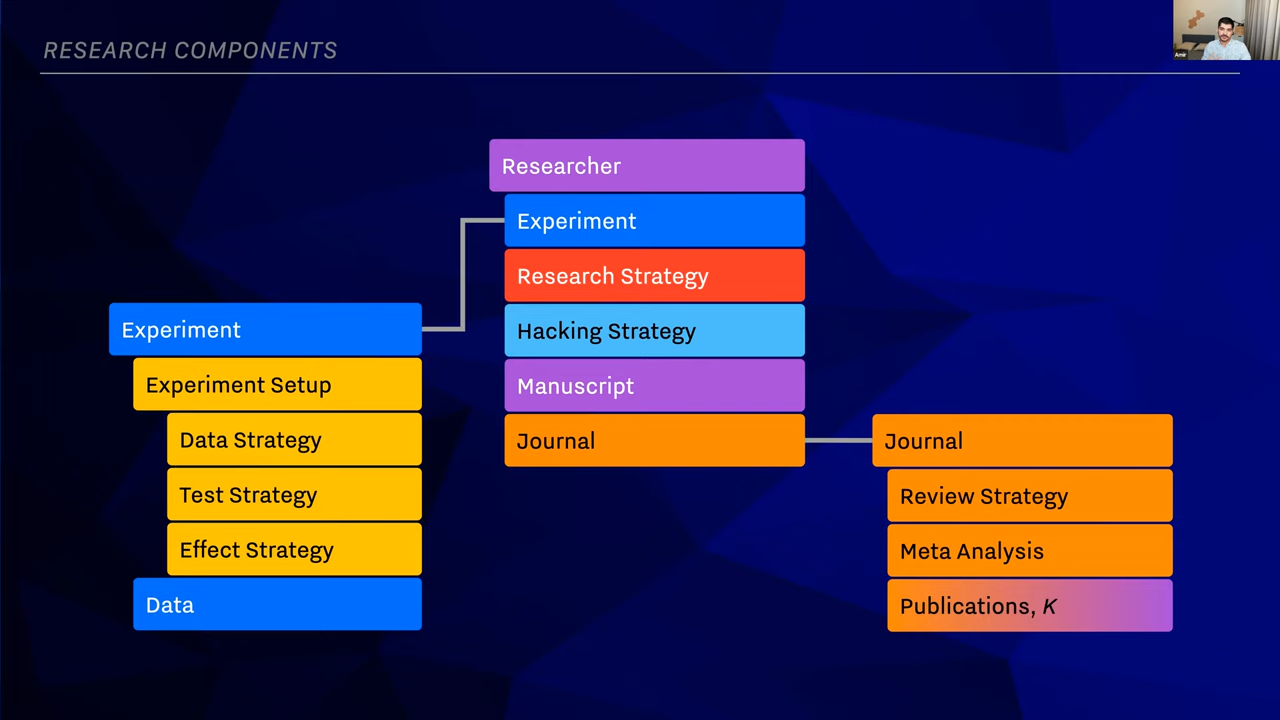 RESEARCH COMPONENTS
Amir
Researcher
Experiment
Research Strategy
Hacking Strategy
Manuscript
Journal
Experiment
Experiment Setup
Data Strategy
Test Strategy
Effect Strategy
Data
Journal
Review Strategy
Meta Analysis
Publications, K